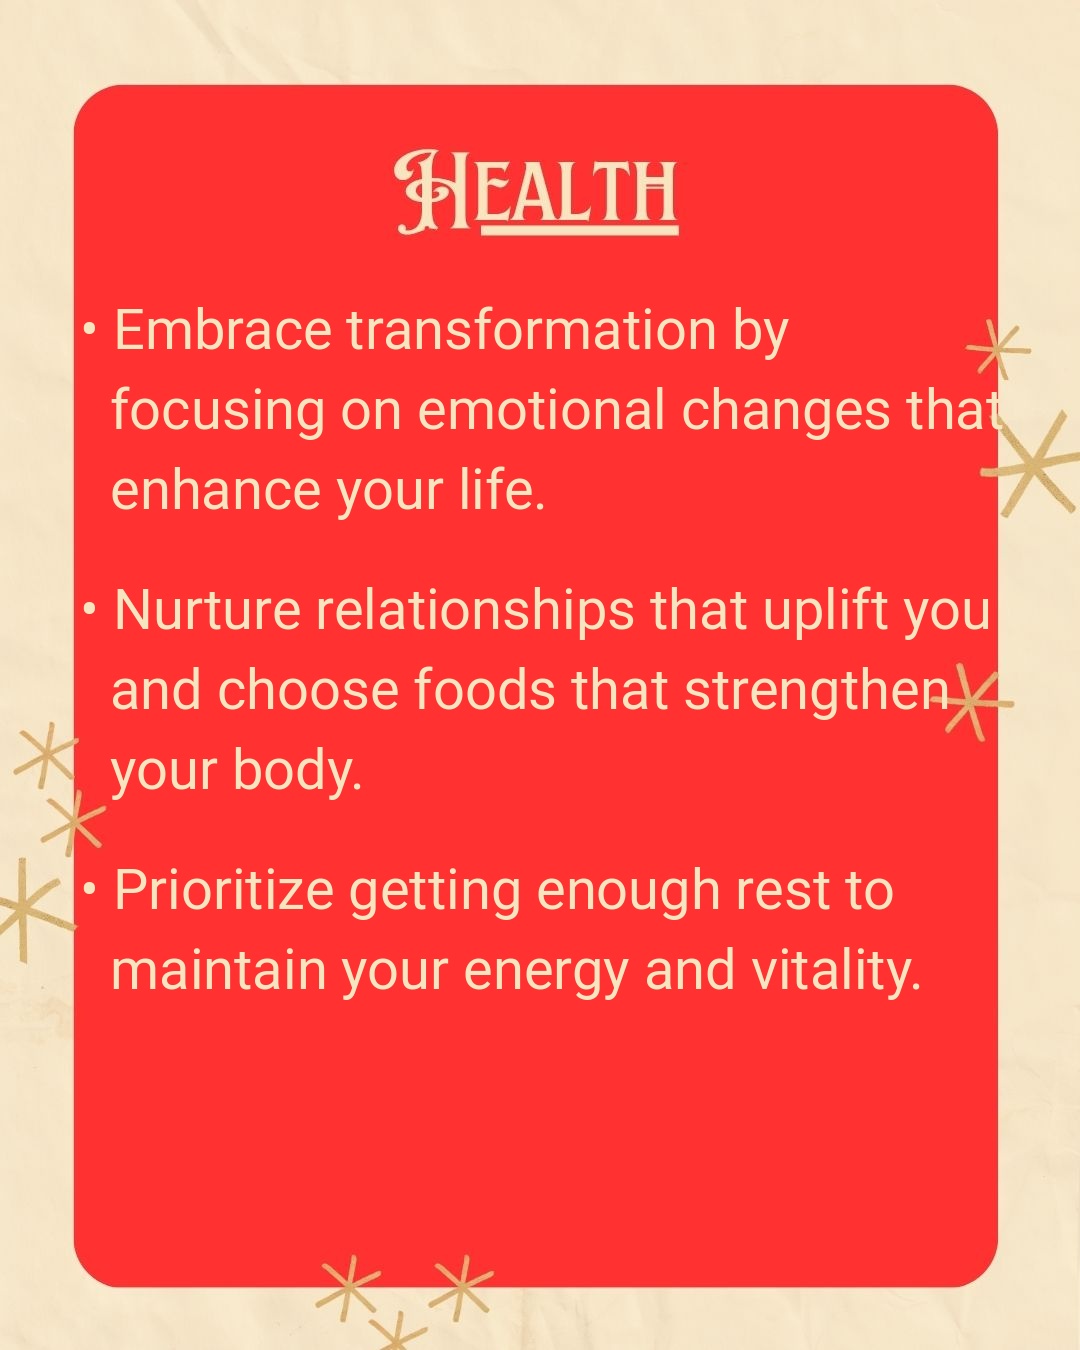 Health
• Embrace transformation by
focusing on emotional changes that
enhance your life.
• Nurture relationships that uplift you
and choose foods that strengthen
your body.
• Prioritize getting enough rest to
maintain your energy and vitality.